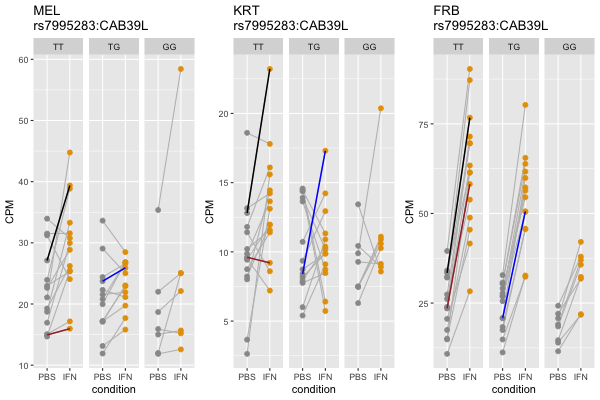 MEL
rs7995283:CAB39L
TT TG GG
60
50
40
30
20
10
CPM
PBS IFN PBS IFN PBS IFN
condition
KRT
rs7995283:CAB39L
TT TG GG
20
15
10
5
CPM
PBS IFN PBS IFN PBS IFN
condition
FRB
rs7995283:CAB39L
TT TG GG
75
50
25
CPM
PBS IFN PBS IFN PBS IFN
condition